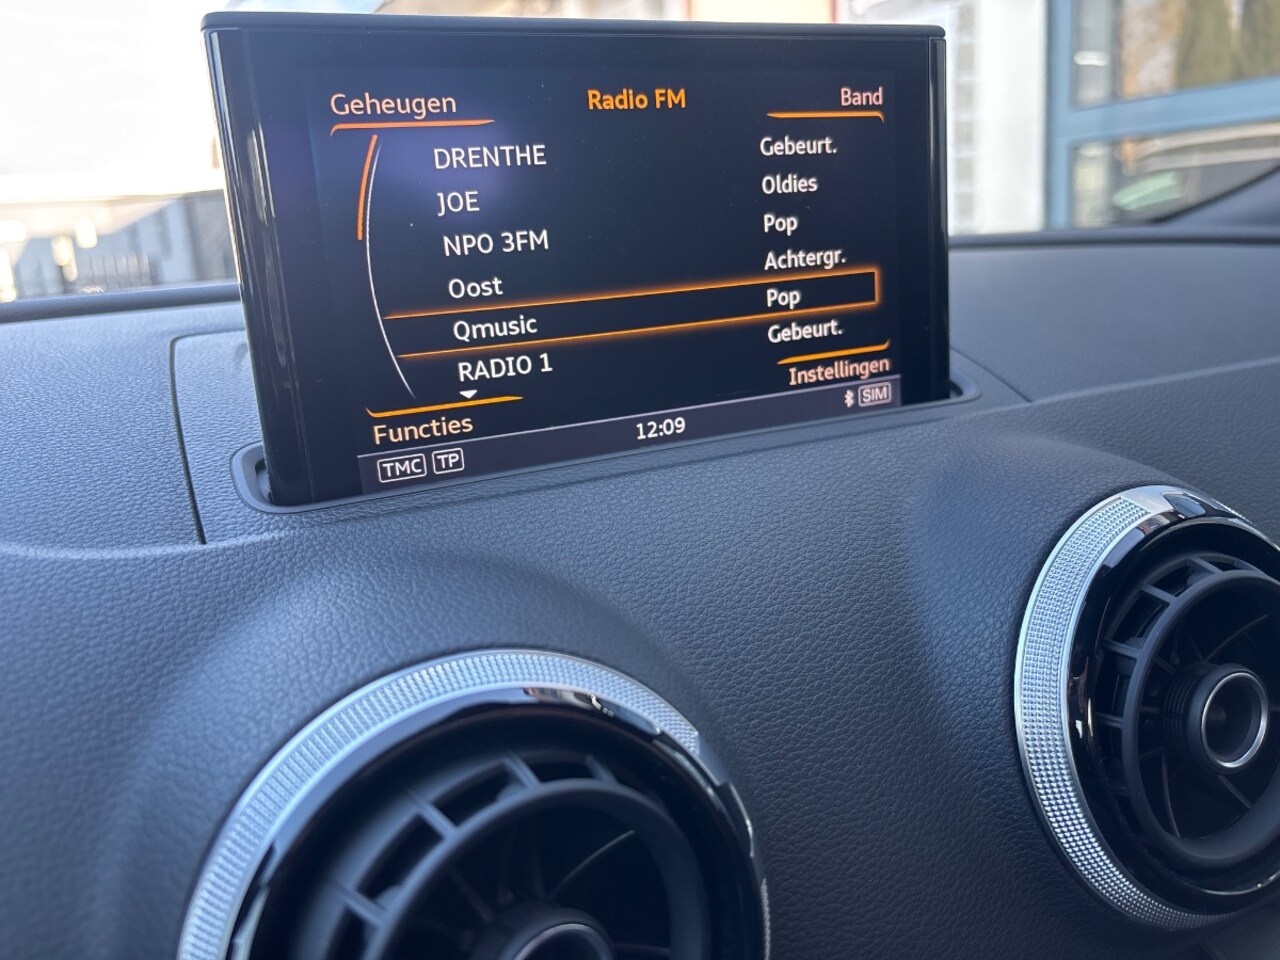 Geheugen Radio FM Band
DRENTHE Gebeurt.
JOE Oldies
NPO 3FM Pop
Oost Achtergr.
Qmusic Pop
RADIO 1 Gebeurt.
Functies Instellingen
TMC TP 12:09 SIM